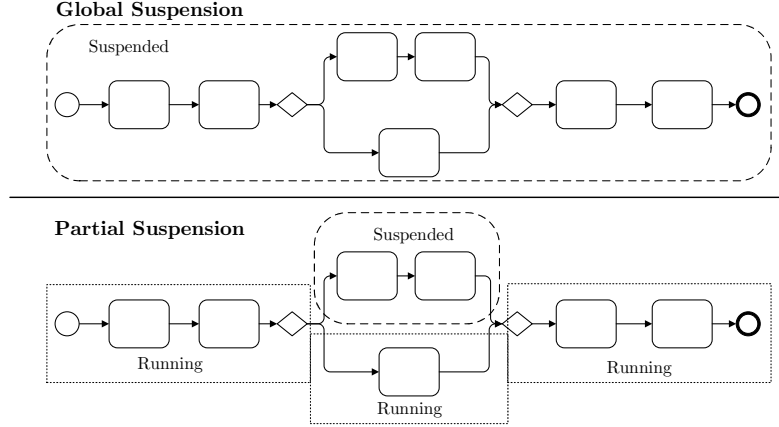 Global Suspension
Suspended
Partial Suspension
Suspended
Running
Running
Running